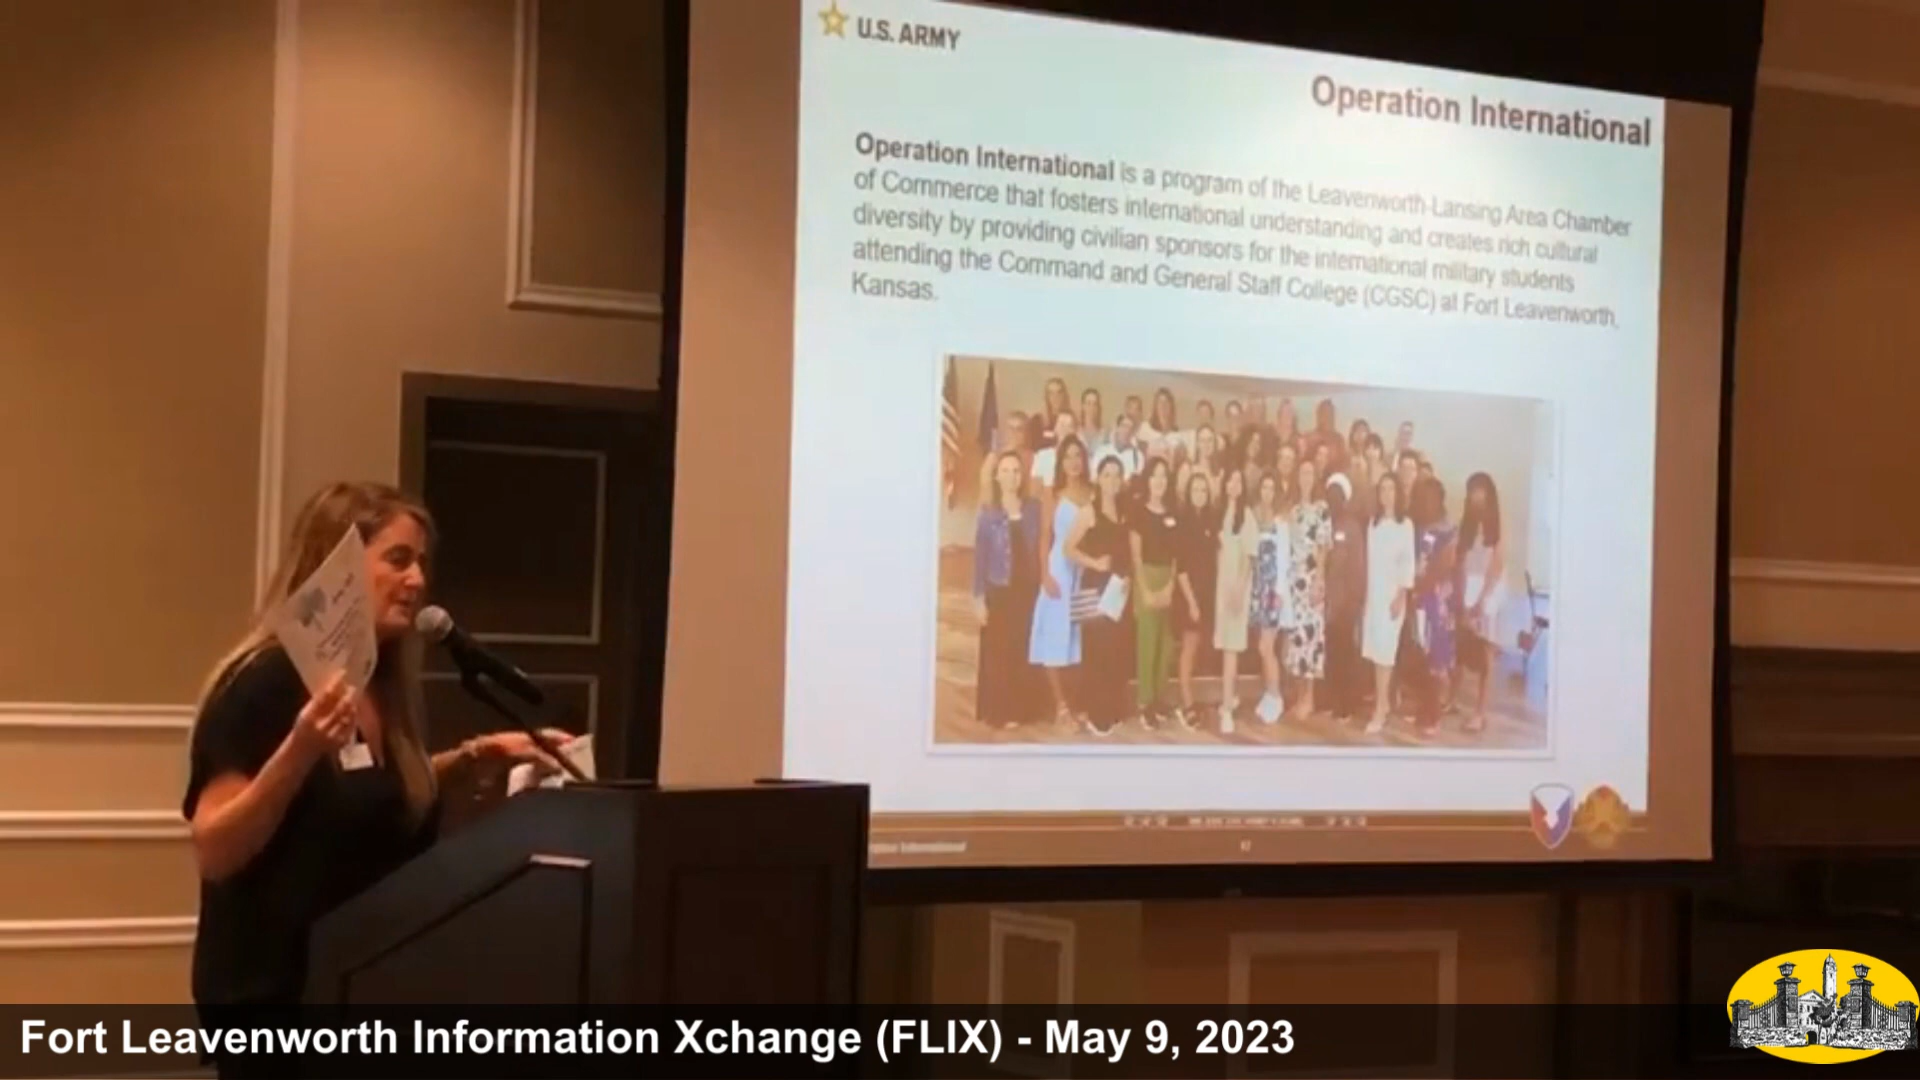 U.S. ARMY
Operation International
Operation International is a program of the Leavenworth-Lansing Area Chamber
of Commerce that fosters international understanding and creates rich cultural
diversity by providing civilian sponsors for the international military students
attending the Command and General Staff College (CGSC) at Fort Leavenworth,
Kansas.
Fort Leavenworth Information Xchange (FLIX) - May 9, 2023